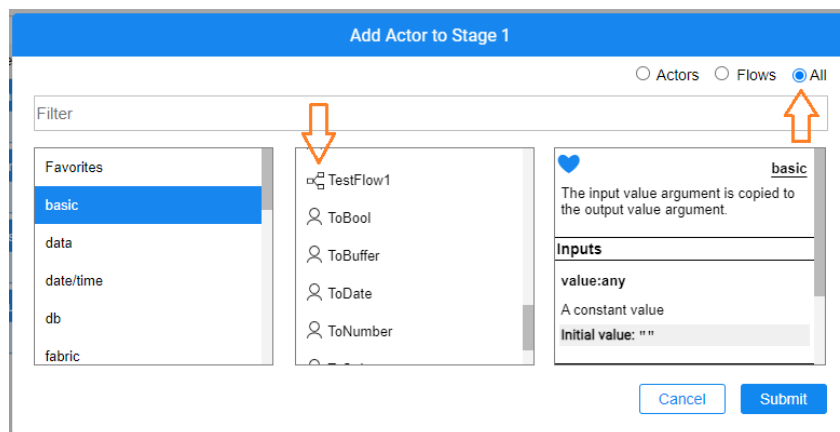 Add Actor to Stage 1
Actors Flows All
Filter
Favorites
basic
data
date/time
db
fabric
TestFlow1
ToBool
ToBuffer
ToDate
ToNumber
basic
The input value argument is copied to
the output value argument.
Inputs
value:any
A constant value
Initial value: ""
Cancel Submit